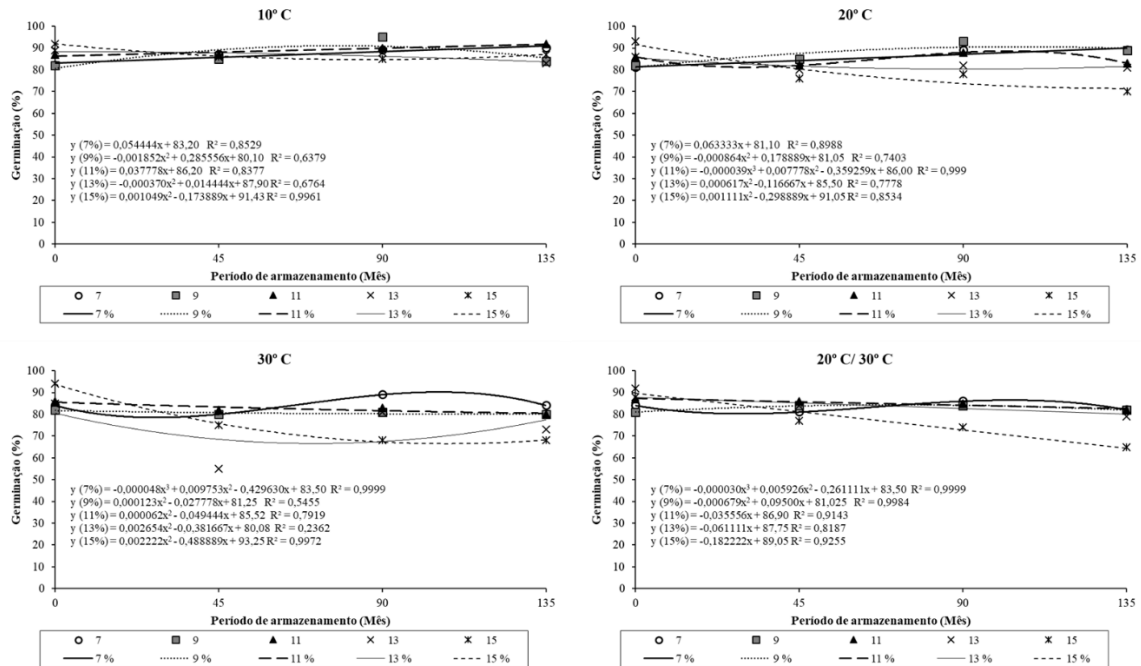 10º C
Germinação (%)
100
90
80
70
60
50
40
30
20
10
0
y (7%) = 0,054444x + 83,20 R² = 0,8529
y (9%) = -0,001852x² + 0,285556x + 80,10 R² = 0,6379
y (11%) = 0,037778x + 86,20 R² = 0,8377
y (13%) = -0,000370x² + 0,014444x + 87,90 R² = 0,6764
y (15%) = 0,001049x² - 0,173889x + 91,43 R² = 0,9961
0 45 90 135
Período de armazenamento (Mês)
7 9 11 13 15
7 % 9 % 11 % 13 % 15 %
20º C
Germinação (%)
100
90
80
70
60
50
40
30
20
10
0
y (7%) = 0,063333x + 81,10 R² = 0,8988
y (9%) = -0,000864x² + 0,178889x + 81,05 R² = 0,7403
y (11%) = -0,000039x³ + 0,007778x² - 0,359259x + 86,00 R² = 0,999
y (13%) = 0,000617x² -0,116667x + 85,50 R² = 0,7778
y (15%) = 0,001111x² -0,298889x + 91,05 R² = 0,8534
0 45 90 135
Período de armazenamento (Mês)
7 9 11 13 15
7 % 9 % 11 % 13 % 15 %
30º C
Germinação (%)
100
90
80
70
60
50
40
30
20
10
0
y (7%) = -0,000048x³ + 0,009753x² - 0,429630x + 83,50 R² = 0,9999
y (9%) = 0,000123x² -0,027778x + 81,25 R² = 0,5455
y (11%) = 0,000062x² -0,049444x + 85,52 R² = 0,7919
y (13%) = 0,002654x² -0,381667x + 80,08 R² = 0,2362
y (15%) = 0,002222x² - 0,488889x + 93,25 R² = 0,9972
0 45 90 135
Período de armazenamento (Mês)
7 9 11 13 15
7 % 9 % 11 % 13 % 15 %
20º C/ 30º C
Germinação (%)
100
90
80
70
60
50
40
30
20
10
0
y (7%) = -0,000030x³ + 0,005926x² - 0,261111x + 83,50 R² = 0,9999
y (9%) = -0,000679x² + 0,09500x + 81,025 R² = 0,9984
y (11%) = -0,035556x + 86,90 R² = 0,9143
y (13%) = -0,061111x + 87,75 R² = 0,8187
y (15%) = -0,182222x + 89,05 R² = 0,9255
0 45 90 135
Período de armazenamento (Mês)
7 9 11 13 15
7 % 9 % 11 % 13 % 15 %